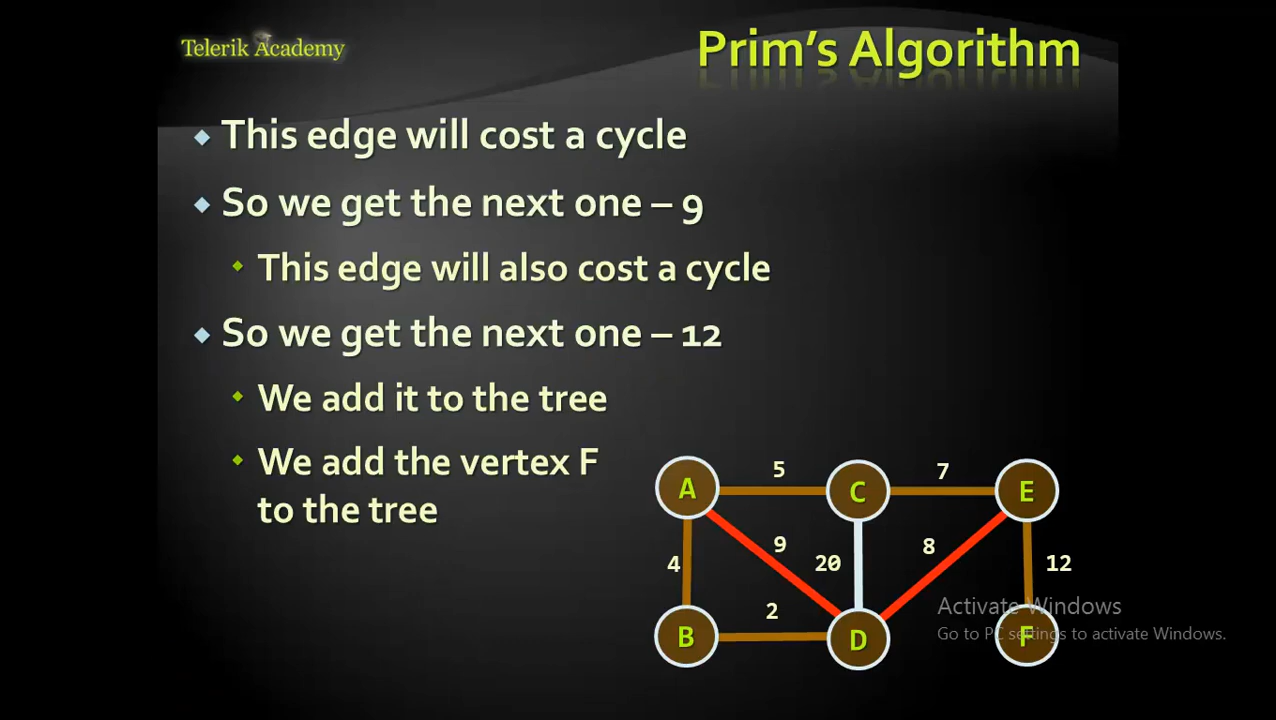 Telerik Academy
Prim's Algorithm
This edge will cost a cycle
So we get the next one – 9
This edge will also cost a cycle
So we get the next one – 12
We add it to the tree
We add the vertex F
to the tree
5
7
A
C
E
9
8
4
20
12
2
Activate Windows
Go to PC settings to activate Windows.
B
D
F